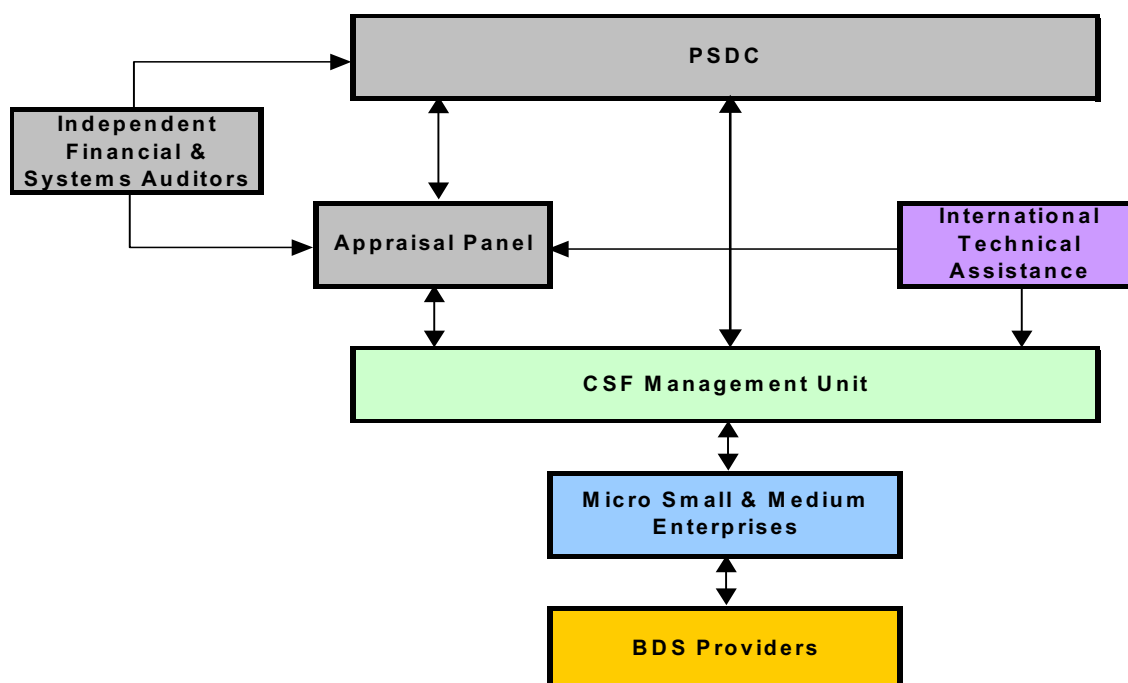 PSDC
Independent
Financial &
Systems Auditors
Appraisal Panel
International
Technical
Assistance
CSF Management Unit
Micro Small & Medium
Enterprises
BDS Providers